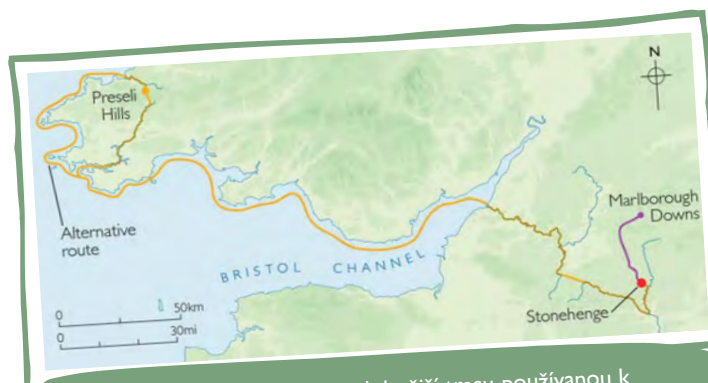 N
Preseli
Hills
Alternative
route
BRISTOL CHANNEL
Marlborough
Downs
Stonehenge
0 50km
0 30mi
používanou k